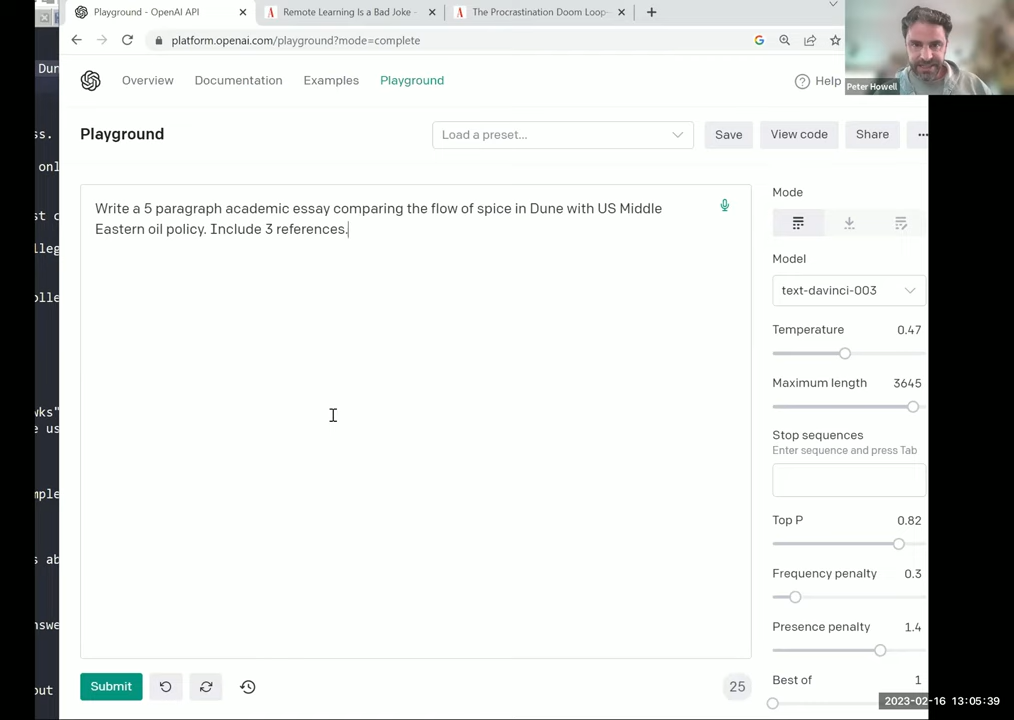 Playground - OpenAI API
Remote Learning Is a Bad Joke -
The Procrastination Doom Loop-
platform.openai.com/playground?mode=complete
Peter Howell
Overview
Documentation
Examples
Playground
Help
Playground
Load a preset...
Save
View code
Share
Write a 5 paragraph academic essay comparing the flow of spice in Dune with US Middle
Eastern oil policy. Include 3 references.
Mode
Model
text-davinci-003
Temperature 0.47
Maximum length 3645
Stop sequences
Enter sequence and press Tab
Top P 0.82
Frequency penalty 0.3
Presence penalty 1.4
Best of 1
Submit
25
2023-02-16 13:05:39